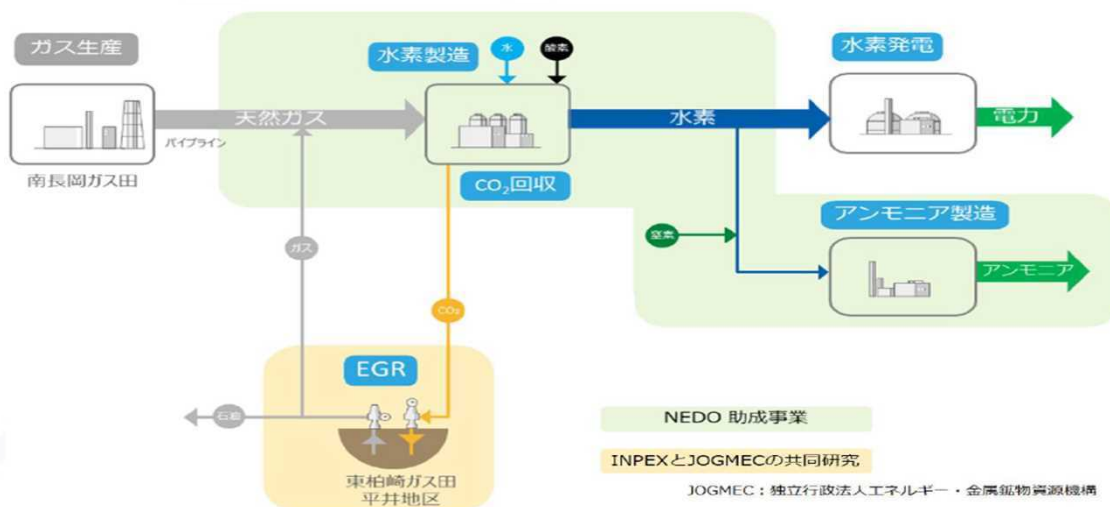 ガス生産
水素製造
水
酸素
水素発電
天然ガス
水素
電力
パイプライン
南長岡ガス田
CO₂回収
アンモニア製造
窒素
アンモニア
ガス
CO₂
EGR
石油
東柏崎ガス田
平井地区
NEDO 助成事業
INPEXとJOGMECの共同研究
JOGMEC：独立行政法人エネルギー・金属鉱物資源機構